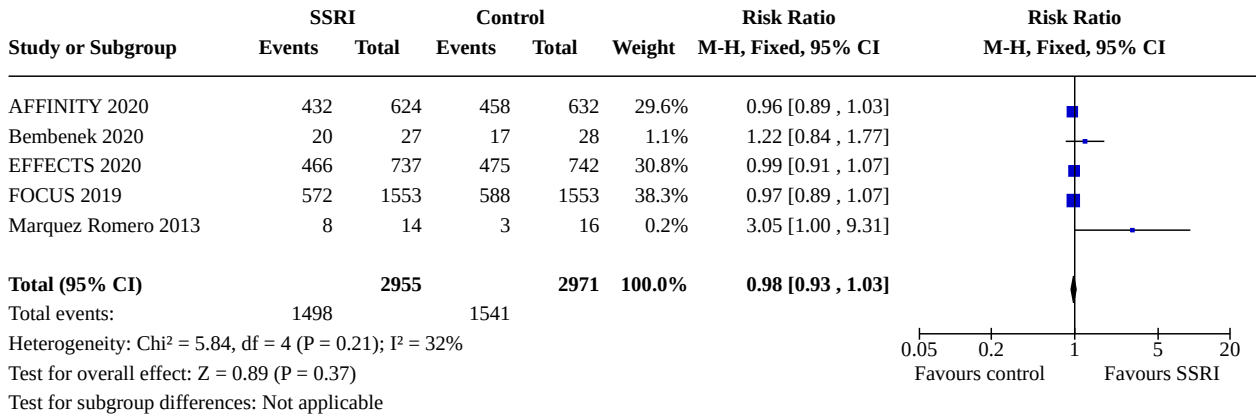 SSRI Control Risk Ratio Risk Ratio
Study or Subgroup Events Total Events Total Weight M-H, Fixed, 95% CI M-H, Fixed, 95% CI
AFFINITY 2020 432 624 458 632 29.6% 0.96 [0.89 , 1.03]
Bembenek 2020 20 27 17 28 1.1% 1.22 [0.84 , 1.77]
EFFECTS 2020 466 737 475 742 30.8% 0.99 [0.91 , 1.07]
FOCUS 2019 572 1553 588 1553 38.3% 0.97 [0.89 , 1.07]
Marquez Romero 2013 8 14 3 16 0.2% 3.05 [1.00 , 9.31]
Total (95% CI) 2955 2971 100.0% 0.98 [0.93 , 1.03]
Total events: 1498 1541
Heterogeneity: Chi² = 5.84, df = 4 (P = 0.21); I² = 32%
0.05 0.2 1 5 20
Test for overall effect: Z = 0.89 (P = 0.37)
Favours control Favours SSRI
Test for subgroup differences: Not applicable